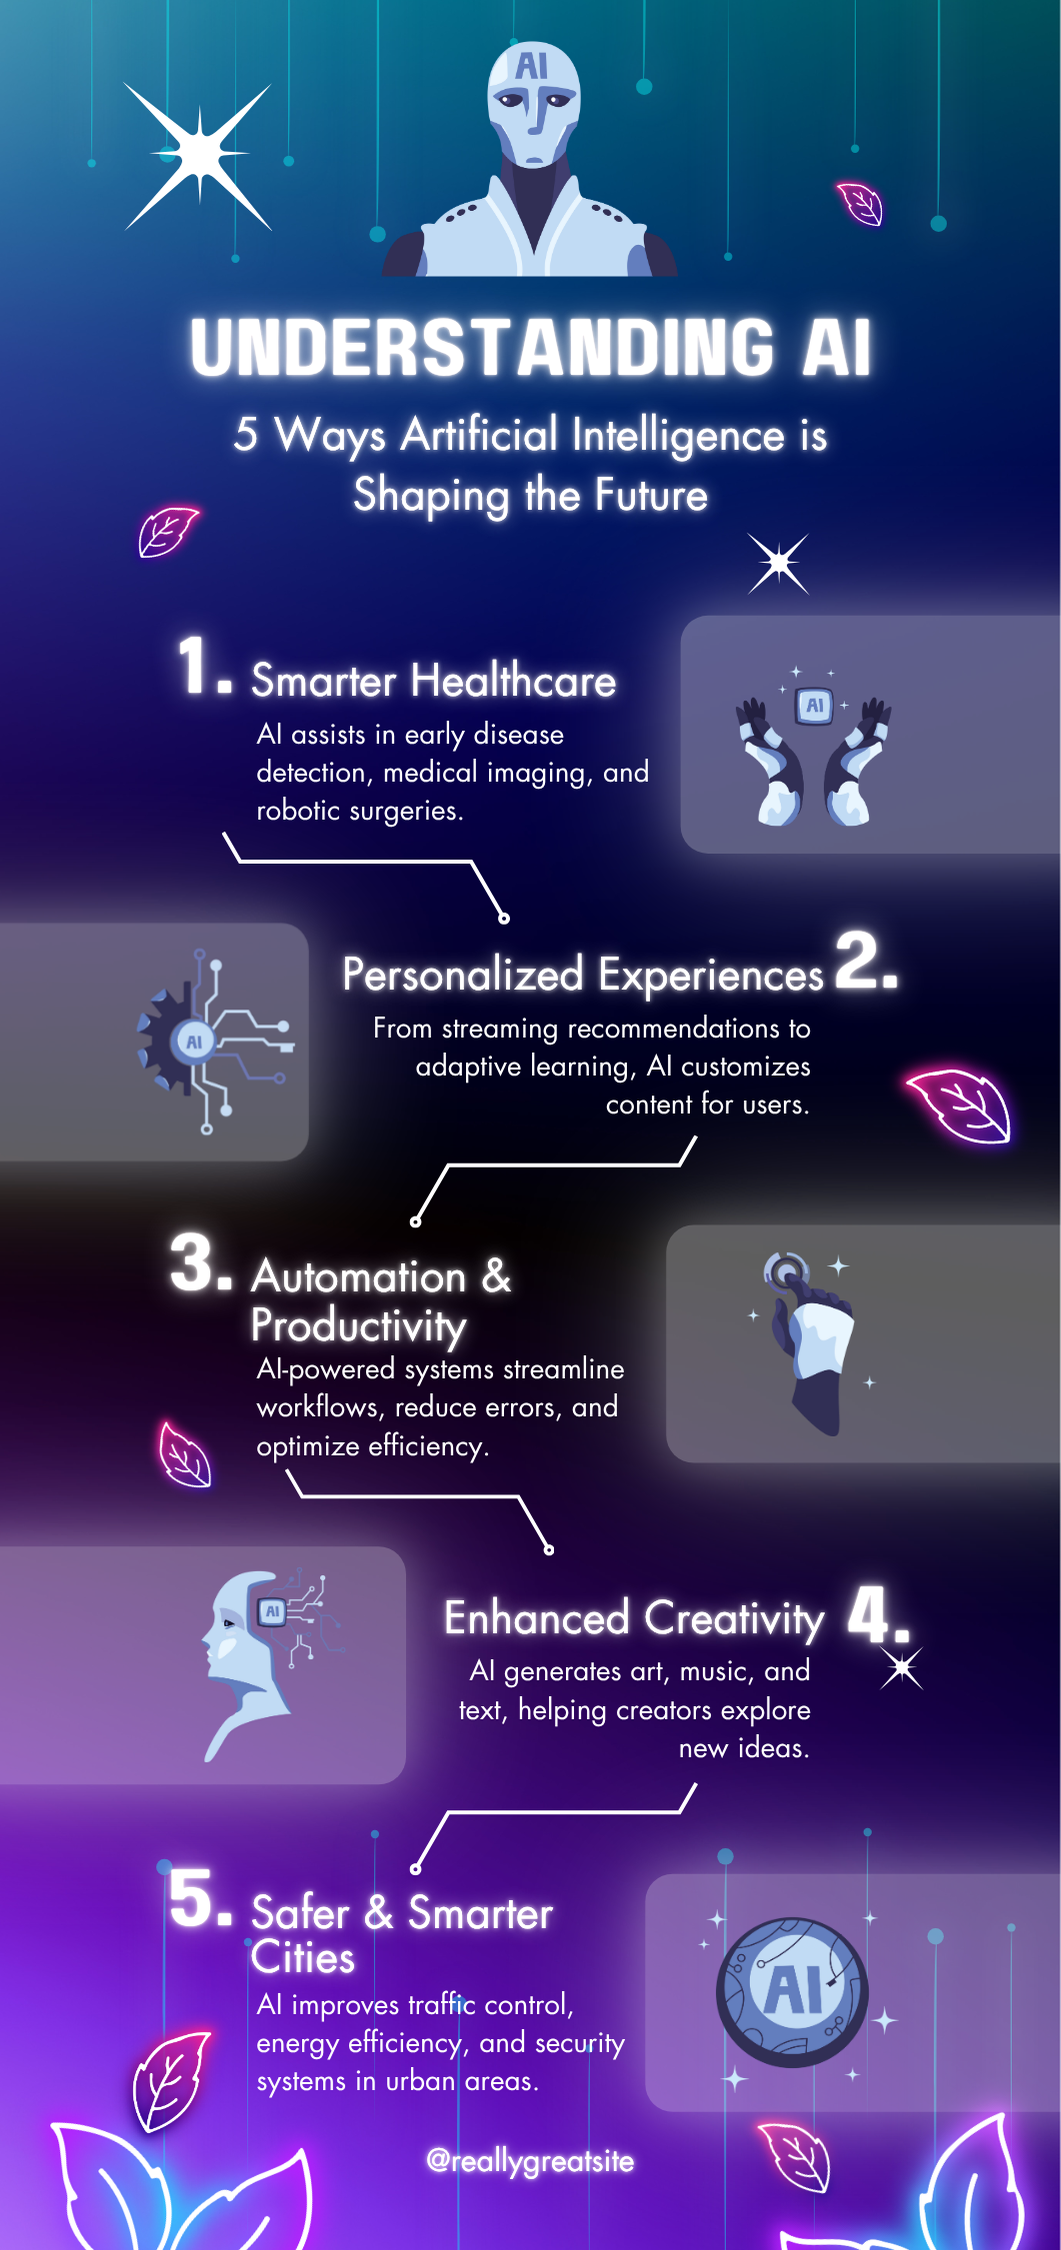 AI
UNDERSTANDING AI
5 Ways Artificial Intelligence is
Shaping the Future
1. Smarter Healthcare
AI assists in early disease
detection, medical imaging, and
robotic surgeries.
AI
Personalized Experiences 2.
From streaming recommendations to
adaptive learning, AI customizes
content for users.
AI
3. Automation &
Productivity
AI-powered systems streamline
workflows, reduce errors, and
optimize efficiency.
Enhanced Creativity 4.
AI generates art, music, and
text, helping creators explore
new ideas.
AI
5. Safer & Smarter
Cities
AI improves traffic control,
energy efficiency, and security
systems in urban areas.
AI
@reallygreatsite